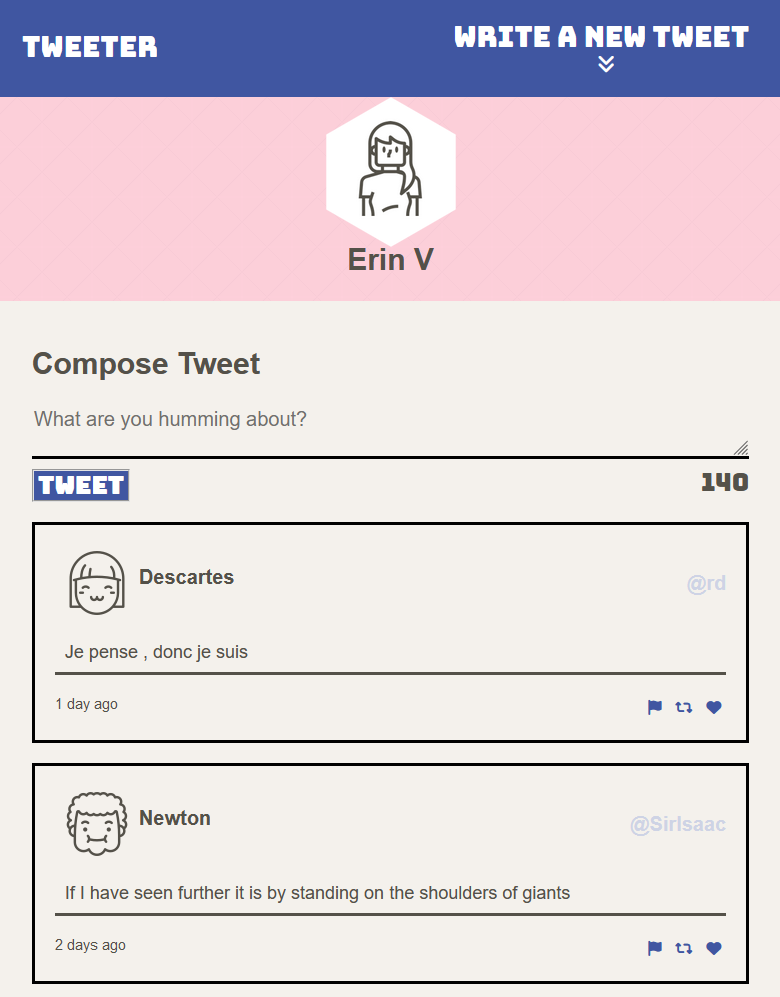 TWEETER
WRITE A NEW TWEET
Erin V
Compose Tweet
What are you humming about?
TWEET 140
Descartes @rd
Je pense , donc je suis
1 day ago
Newton @SirIsaac
If I have seen further it is by standing on the shoulders of giants
2 days ago